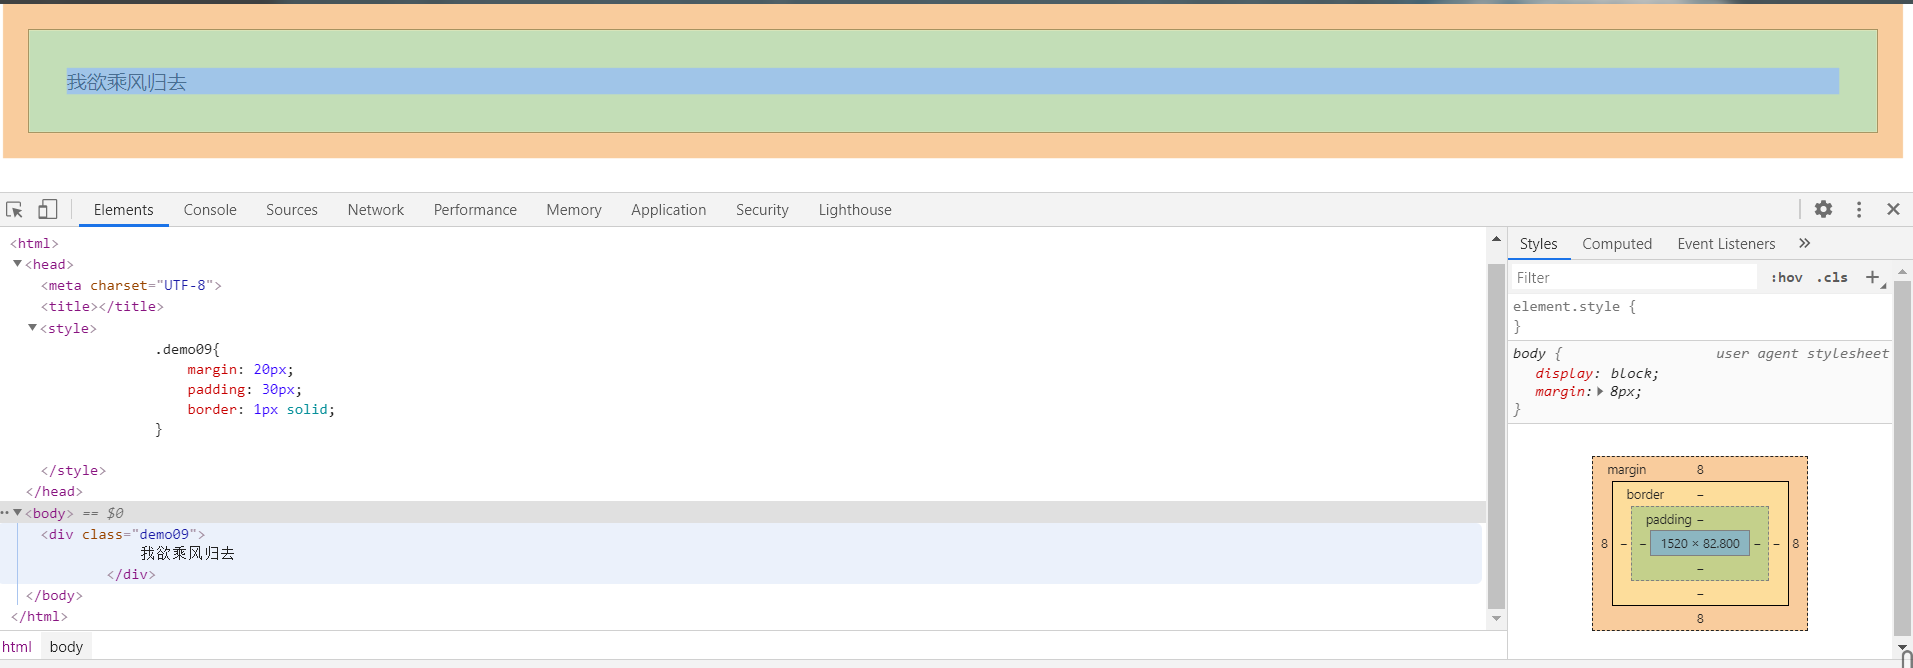 我欲乘风归去
Elements Console Sources Network Performance Memory Application Security Lighthouse
<html>
<head>
<meta charset="UTF-8">
<title></title>
<style>
.demo09{
margin: 20px;
padding: 30px;
border: 1px solid;
}
</style>
</head>
<body> == $0
<div class="demo09">
我欲乘风归去
</div>
</body>
</html>
html body
Styles Computed Event Listeners »
Filter :hov .cls +
element.style {
}
body { user agent stylesheet
display: block;
margin: 8px;
}
margin 8
border –
padding –
8 – – 1520 × 82.800 – – 8
–
–
8